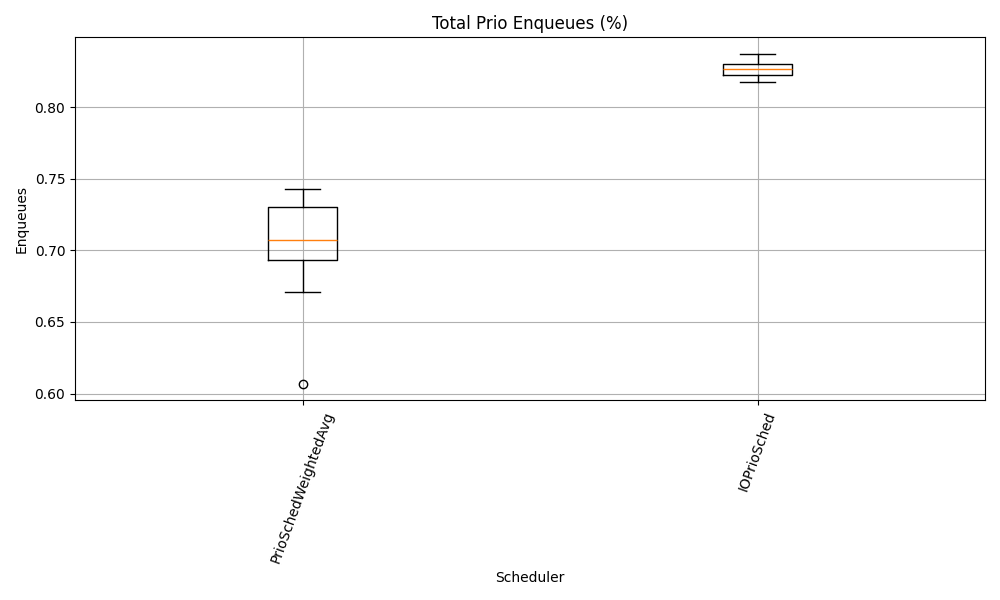 Total Prio Enqueues (%)
Enqueues
0.80
0.75
0.70
0.65
0.60
PrioSchedWeightedAvg
IOPrioSched
Scheduler